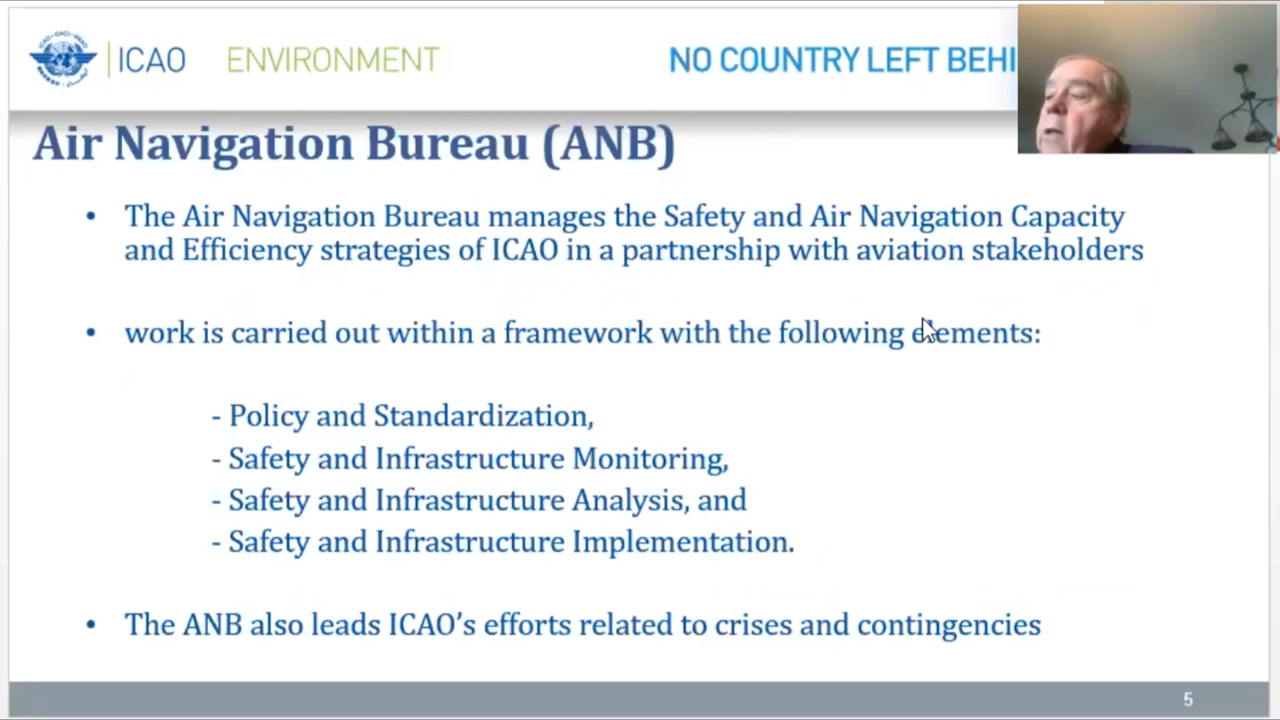 ICAO ENVIRONMENT NO COUNTRY LEFT BEHI
Air Navigation Bureau (ANB)
• The Air Navigation Bureau manages the Safety and Air Navigation Capacity
and Efficiency strategies of ICAO in a partnership with aviation stakeholders
• work is carried out within a framework with the following elements:
- Policy and Standardization,
- Safety and Infrastructure Monitoring,
- Safety and Infrastructure Analysis, and
- Safety and Infrastructure Implementation.
• The ANB also leads ICAO’s efforts related to crises and contingencies
5